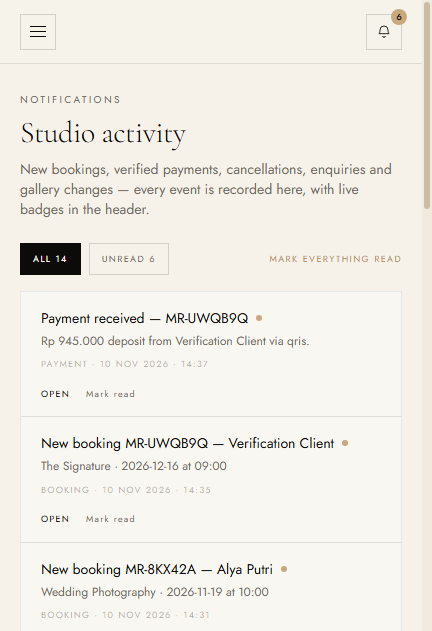 6
NOTIFICATIONS
Studio activity
New bookings, verified payments, cancellations, enquiries and
gallery changes — every event is recorded here, with live
badges in the header.
ALL 14
UNREAD 6
MARK EVERYTHING READ
Payment received — MR-UWQB9Q
Rp 945.000 deposit from Verification Client via qris.
PAYMENT · 10 NOV 2026 · 14:37
OPEN Mark read
New booking MR-UWQB9Q — Verification Client
The Signature · 2026-12-16 at 09:00
BOOKING · 10 NOV 2026 · 14:35
OPEN Mark read
New booking MR-8KX42A — Alya Putri
Wedding Photography · 2026-11-19 at 10:00
BOOKING · 10 NOV 2026 · 14:31